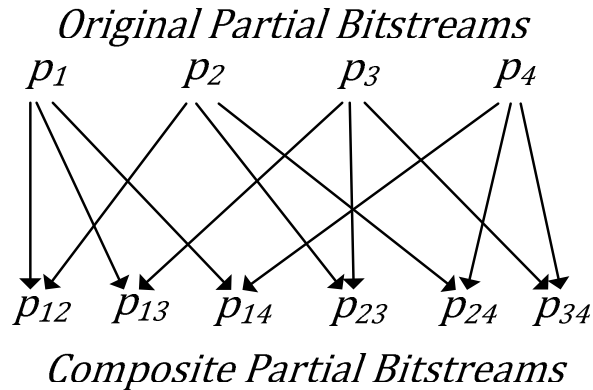 Original Partial Bitstreams
p1 p2 p3 p4
p12 p13 p14 p23 p24 p34
Composite Partial Bitstreams